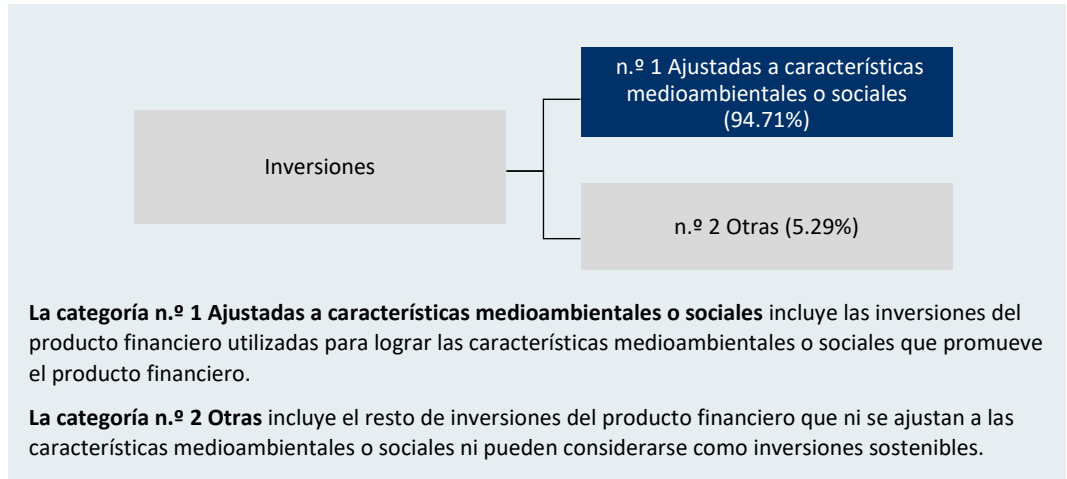 n.º 1 Ajustadas a características
medioambientales o sociales
(94.71%)
Inversiones
n.º 2 Otras (5.29%)
La categoría n.º 1 Ajustadas a características medioambientales o sociales incluye las inversiones del
producto financiero utilizadas para lograr las características medioambientales o sociales que promueve
el producto financiero.
La categoría n.º 2 Otras incluye el resto de inversiones del producto financiero que ni se ajustan a las
características medioambientales o sociales ni pueden considerarse como inversiones sostenibles.